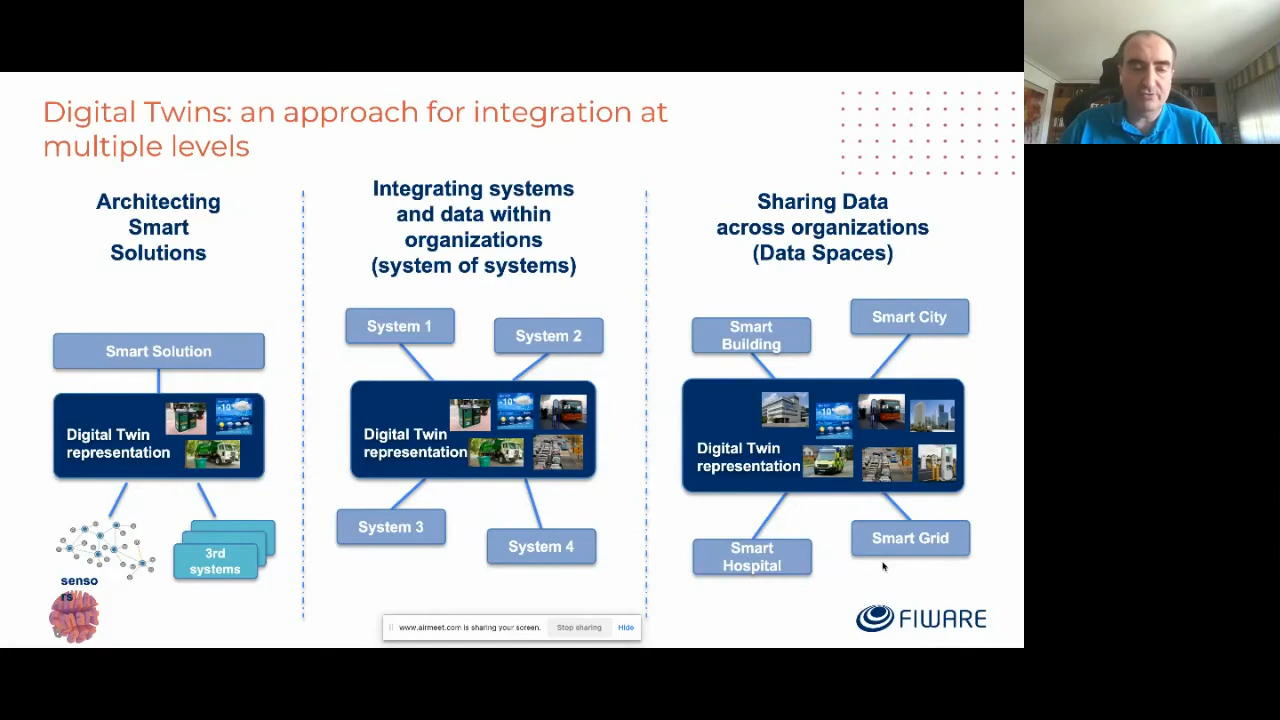 Digital Twins: an approach for integration at
multiple levels
Architecting
Smart
Solutions
Smart Solution
Digital Twin
representation
senso
rs
3rd
systems
Integrating systems
and data within
organizations
(system of systems)
System 1
System 2
Digital Twin
representation
System 3
System 4
Sharing Data
across organizations
(Data Spaces)
Smart
Building
Smart City
Digital Twin
representation
Smart
Hospital
Smart Grid
www.airmeet.com is sharing your screen.
Stop sharing
Hide
FIWARE